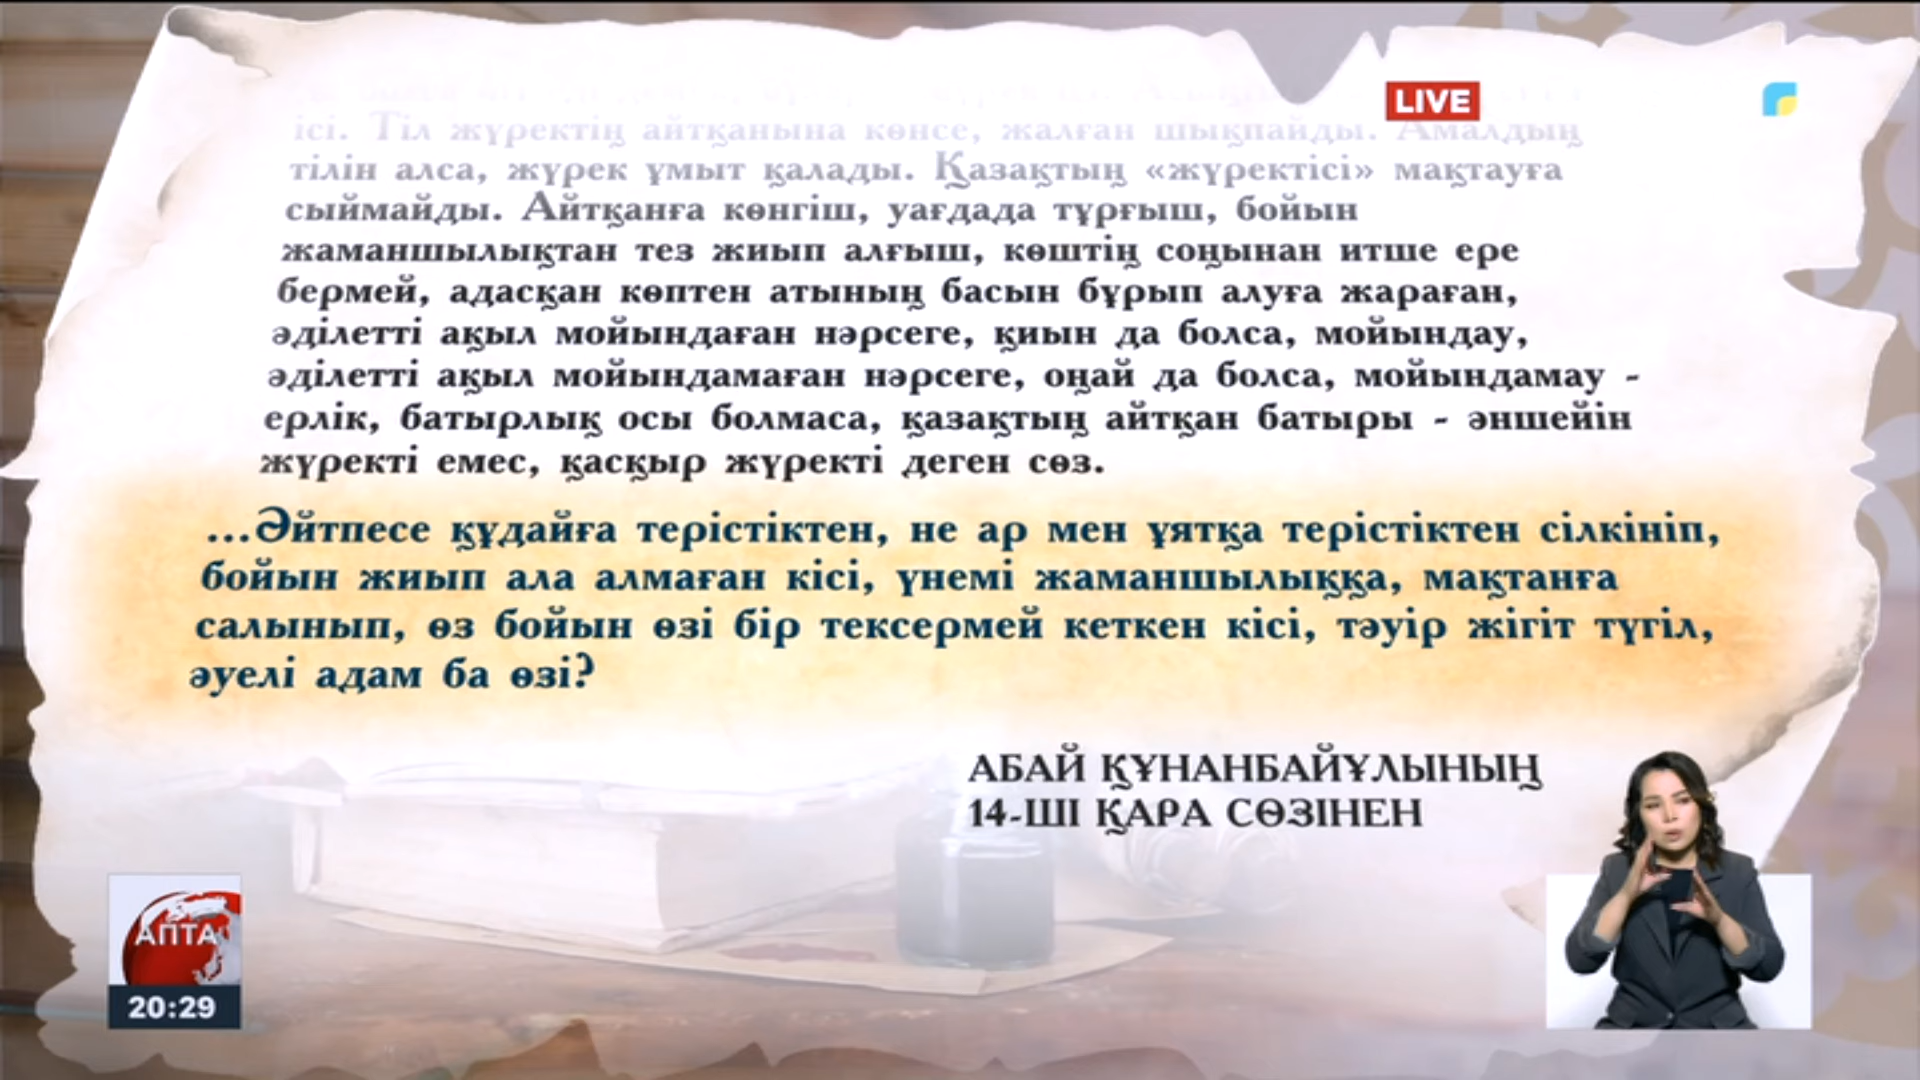 LIVE
ісі. Тіл жүректің айтқанына көнсе, жалған шықпайды. Амалдың
тілін алса, жүрек ұмыт қалады. Қазақтың «жүректісі» мақтауға
сыймайды. Айтқанға көнгіш, уағдада тұрғыш, бойын
жаманшылықтан тез жиып алғыш, көштің соңынан итше ере
бермей, адасқан көптен атының басын бұрып алуға жараған,
әділетті ақыл мойындаған нәрсеге, қиын да болса, мойындау,
әділетті ақыл мойындамаған нәрсеге, оңай да болса, мойындамау -
ерлік, батырлық осы болмаса, қазақтың айтқан батыры - әншейін
жүректі емес, қасқыр жүректі деген сөз.
...Әйтпесе құдайға терістіктен, не ар мен ұятқа терістіктен сілкініп,
бойын жиып ала алмаған кісі, үнемі жаманшылыққа, мақтанға
салынып, өз бойын өзі бір тексермей кеткен кісі, тәуір жігіт түгіл,
әуелі адам ба өзі?
АБАЙ ҚҰНАНБАЙҰЛЫНЫҢ
14-ШІ ҚАРА СӨЗІНЕН
АПТА
20:29